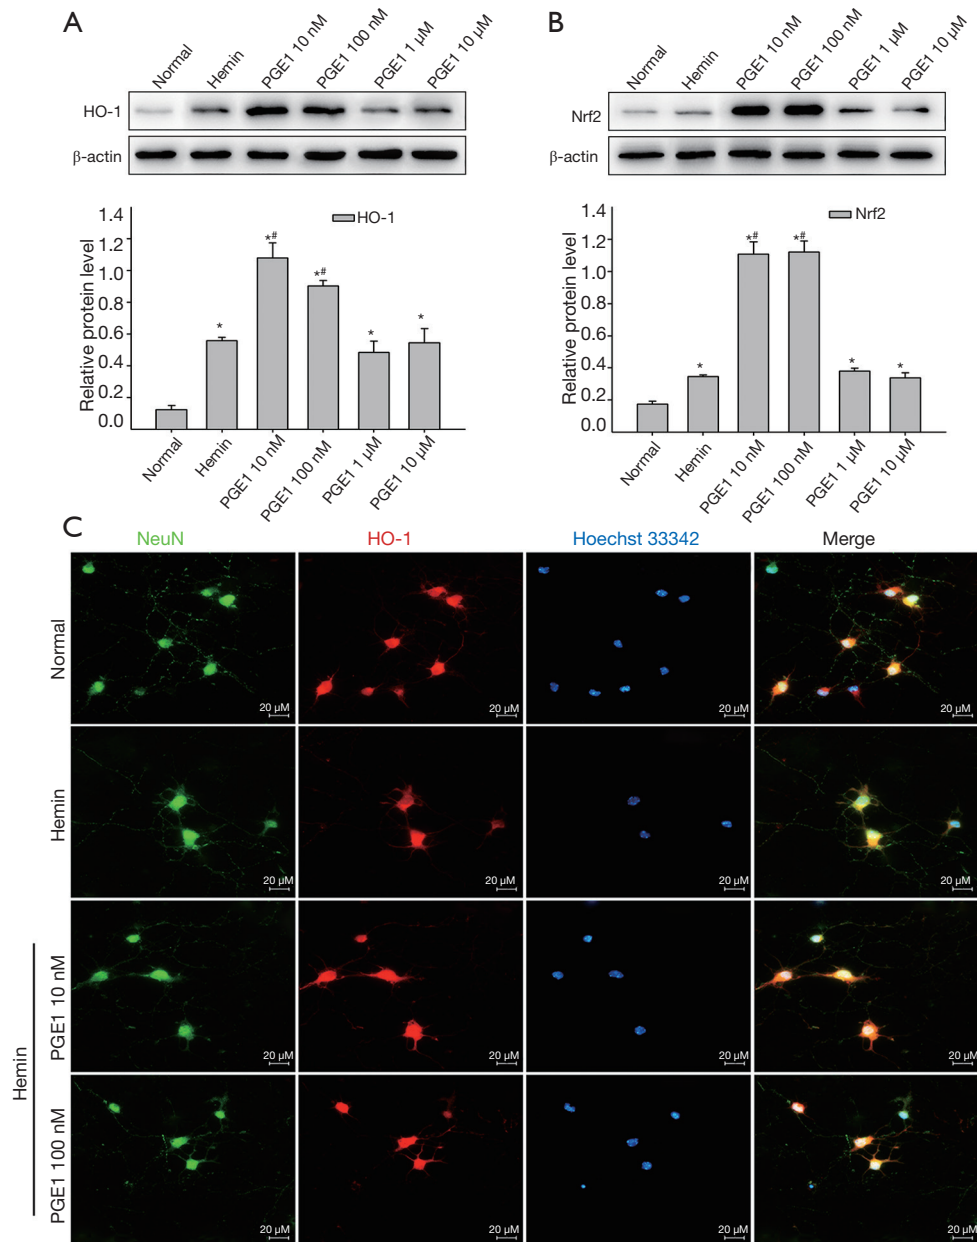 A
Normal
Hemin
PGE1 10 nM
PGE1 100 nM
PGE1 1 µM
PGE1 10 µM
HO-1
β-actin
Relative protein level
1.4
1.2
1.0
0.8
0.6
0.4
0.2
0.0
HO-1
*#
*#
*
*
*
Normal
Hemin
PGE1 10 nM
PGE1 100 nM
PGE1 1 µM
PGE1 10 µM
B
Normal
Hemin
PGE1 10 nM
PGE1 100 nM
PGE1 1 µM
PGE1 10 µM
Nrf2
β-actin
Relative protein level
1.4
1.2
1.0
0.8
0.6
0.4
0.2
0.0
Nrf2
*# *#
*
*
*
Normal
Hemin
PGE1 10 nM
PGE1 100 nM
PGE1 1 µM
PGE1 10 µM
C
NeuN HO-1 Hoechst 33342 Merge
Normal
20 µM 20 µM 20 µM 20 µM
Hemin
20 µM 20 µM 20 µM 20 µM
Hemin
PGE1 10 nM
20 µM 20 µM 20 µM 20 µM
PGE1 100 nM
20 µM 20 µM 20 µM 20 µM